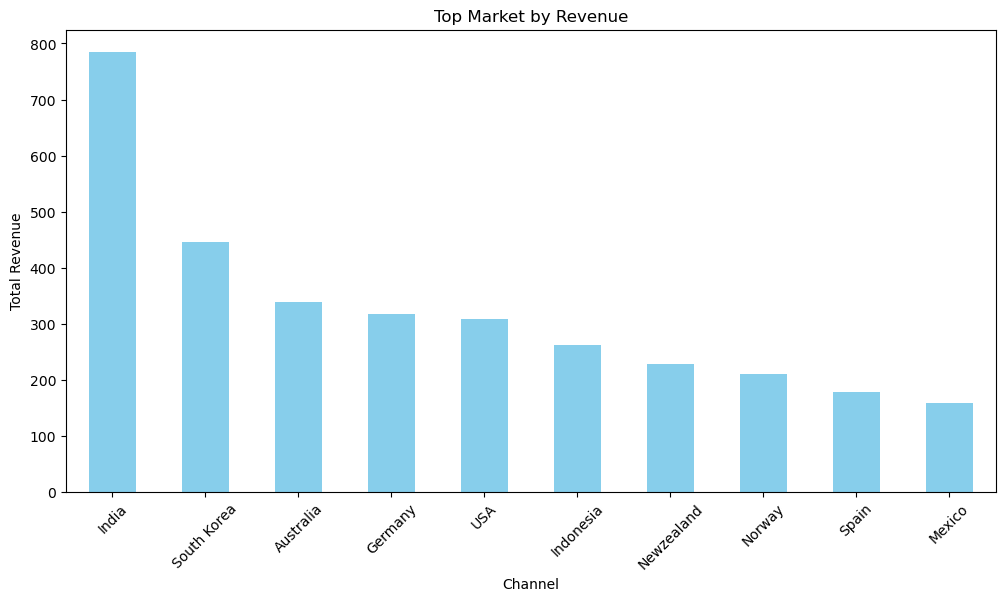 Top Market by Revenue
Total Revenue
800
700
600
500
400
300
200
100
0
India
South Korea
Australia
Germany
USA
Indonesia
Newzealand
Norway
Spain
Mexico
Channel